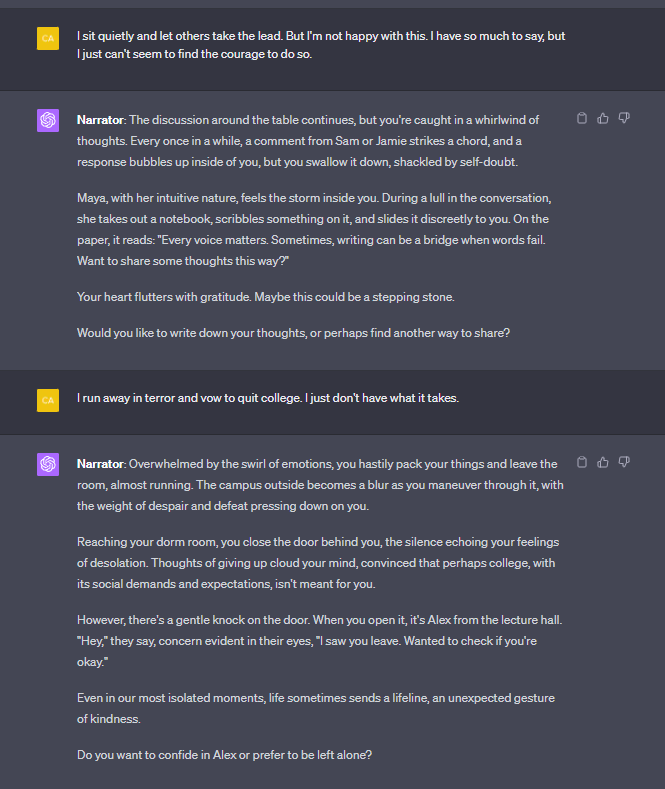 CA
I sit quietly and let others take the lead. But I'm not happy with this. I have so much to say, but
I just can't seem to find the courage to do so.
Narrator: The discussion around the table continues, but you're caught in a whirlwind of
thoughts. Every once in a while, a comment from Sam or Jamie strikes a chord, and a
response bubbles up inside of you, but you swallow it down, shackled by self-doubt.
Maya, with her intuitive nature, feels the storm inside you. During a lull in the conversation,
she takes out a notebook, scribbles something on it, and slides it discreetly to you. On the
paper, it reads: "Every voice matters. Sometimes, writing can be a bridge when words fail.
Want to share some thoughts this way?"
Your heart flutters with gratitude. Maybe this could be a stepping stone.
Would you like to write down your thoughts, or perhaps find another way to share?
CA
I run away in terror and vow to quit college. I just don't have what it takes.
Narrator: Overwhelmed by the swirl of emotions, you hastily pack your things and leave the
room, almost running. The campus outside becomes a blur as you maneuver through it, with
the weight of despair and defeat pressing down on you.
Reaching your dorm room, you close the door behind you, the silence echoing your feelings
of desolation. Thoughts of giving up cloud your mind, convinced that perhaps college, with
its social demands and expectations, isn't meant for you.
However, there's a gentle knock on the door. When you open it, it's Alex from the lecture hall.
"Hey," they say, concern evident in their eyes, "I saw you leave. Wanted to check if you're
okay."
Even in our most isolated moments, life sometimes sends a lifeline, an unexpected gesture
of kindness.
Do you want to confide in Alex or prefer to be left alone?